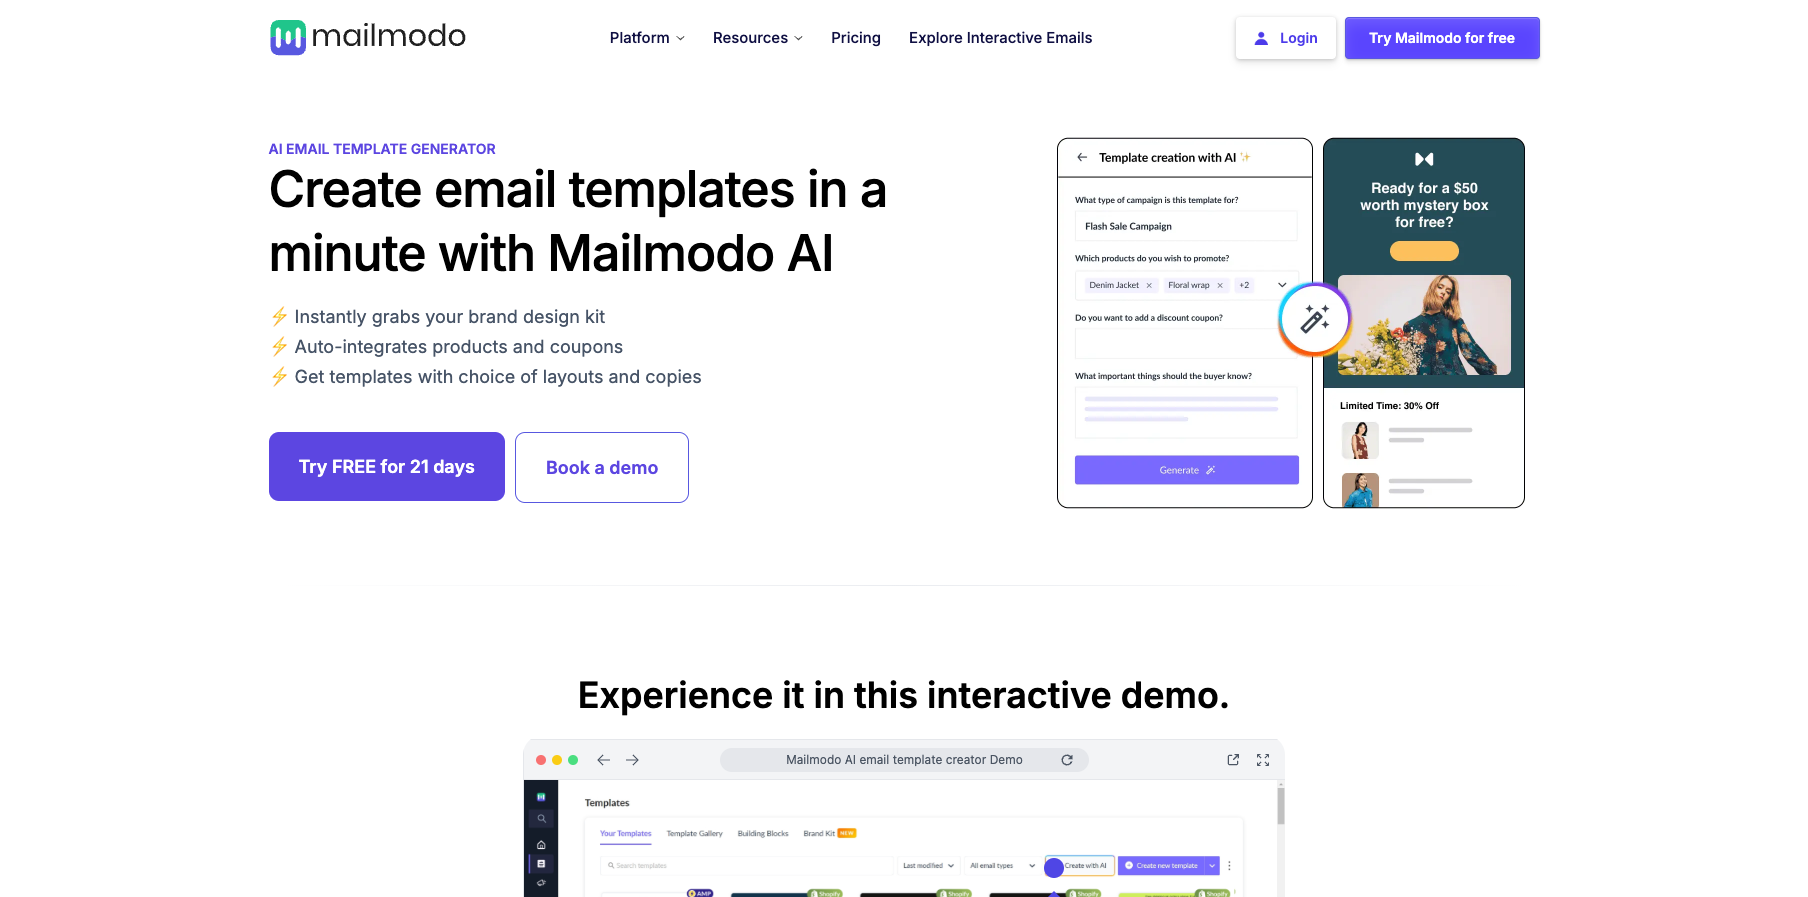 mailmodo
Platform
Resources
Pricing
Explore Interactive Emails
Login
Try Mailmodo for free
AI EMAIL TEMPLATE GENERATOR
Create email templates in a
minute with Mailmodo AI
⚡ Instantly grabs your brand design kit
⚡ Auto-integrates products and coupons
⚡ Get templates with choice of layouts and copies
Try FREE for 21 days
Book a demo
Template creation with AI ✨
What type of campaign is this template for?
Flash Sale Campaign
Which products do you wish to promote?
Denim Jacket × Floral wrap × +2
Do you want to add a discount coupon?
What important things should the buyer know?
Generate
Ready for a $50
worth mystery box
for free?
Limited Time: 30% Off
Experience it in this interactive demo.
Mailmodo AI email template creator Demo
Templates
Your Templates
Template Gallery
Building Blocks
Brand Kit NEW
Search templates
Last modified
All email types
Create with AI
Create new template
AMP
Shopify
Shopify
Shopify
Shopify